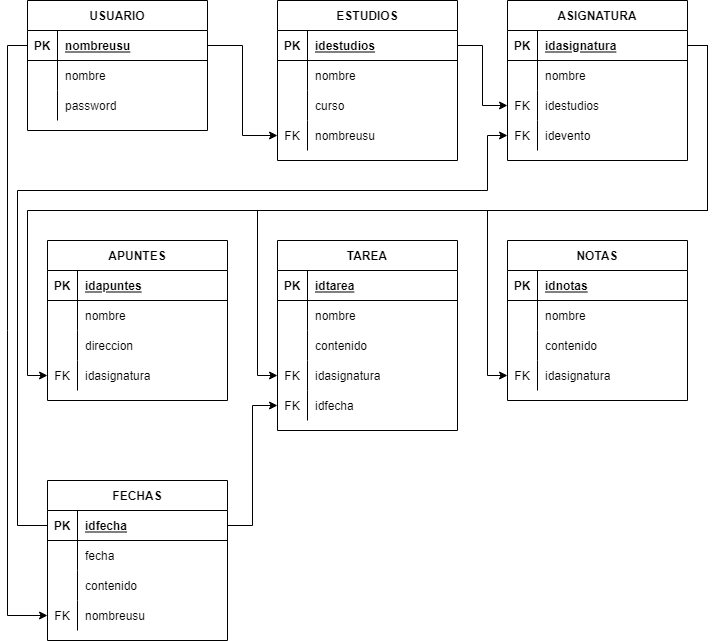 USUARIO
PK nombreusu
nombre
password
ESTUDIOS
PK idestudios
nombre
curso
FK nombreusu
ASIGNATURA
PK idasignatura
nombre
FK idestudios
FK idevento
APUNTES
PK idapuntes
nombre
direccion
FK idasignatura
TAREA
PK idtarea
nombre
contenido
FK idasignatura
FK idfecha
NOTAS
PK idnotas
nombre
contenido
FK idasignatura
FECHAS
PK idfecha
fecha
contenido
FK nombreusu